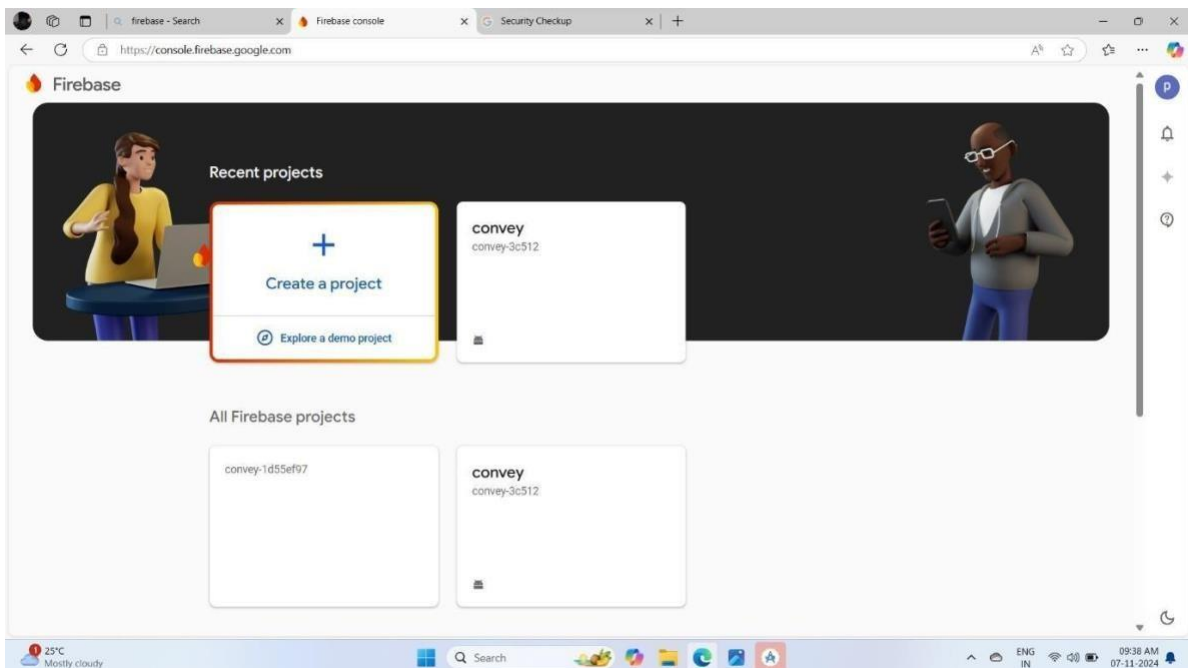 firebase - Search
Firebase console
Security Checkup
https://console.firebase.google.com
Firebase
P
Recent projects
Create a project
Explore a demo project
convey
convey-3c512
All Firebase projects
convey-1d55ef97
convey
convey-3c512
1
25°C
Mostly cloudy
Search
ENG
IN
09:38 AM
07-11-2024